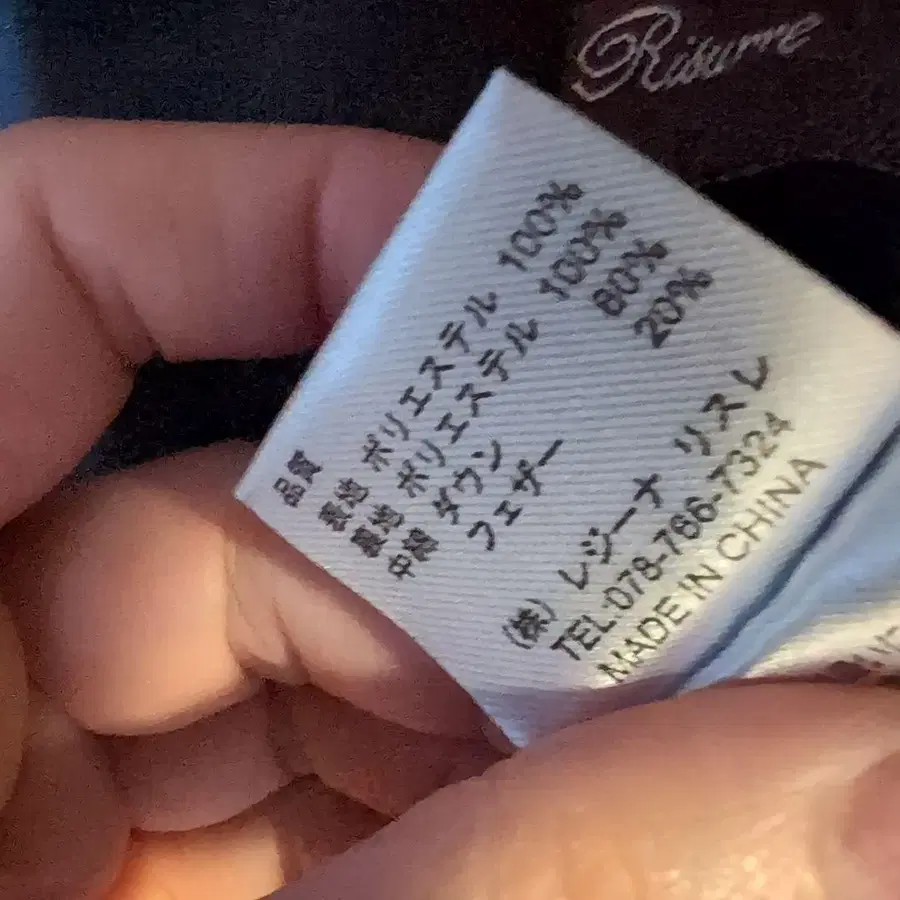 Risurre
品質
表地 ポリエステル 100%
裏地 ポリエステル 100%
中綿 ダウン 80%
フェザー 20%
(株) レジーナ リスレ
TEL:078-766-7324
MADE IN CHINA